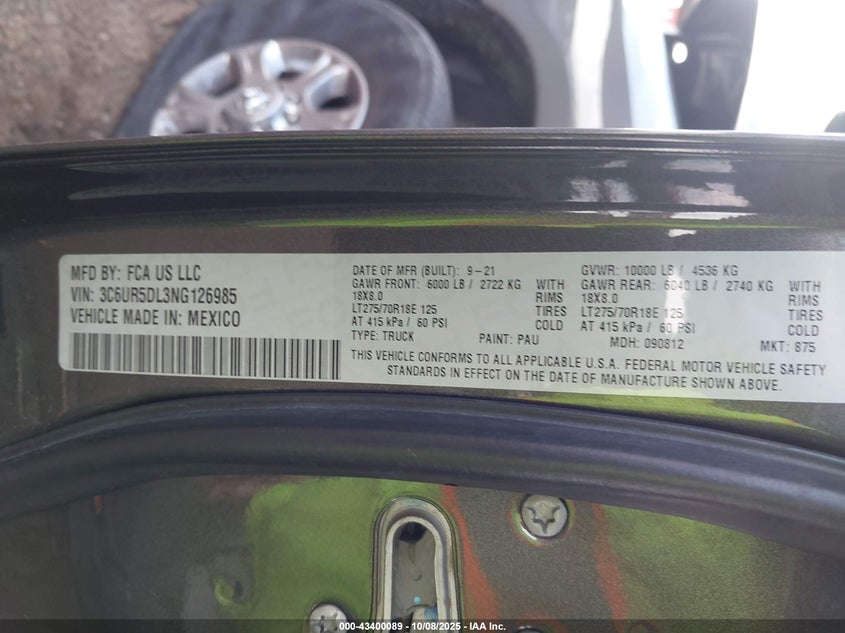 MFD BY: FCA US LLC
VIN: 3C6UR5DL3NG126985
VEHICLE MADE IN: MEXICO
DATE OF MFR (BUILT): 9-21
GAWR FRONT: 6000 LB / 2722 KG WITH
18X8.0 RIMS
LT275/70R18E 125 TIRES
AT 415 kPa / 60 PSI COLD
TYPE: TRUCK PAINT: PAU
GVWR: 10000 LB / 4536 KG
GAWR REAR: 6040 LB / 2740 KG WITH
18X8.0 RIMS
LT275/70R18E 125 TIRES
AT 415 kPa / 60 PSI COLD
MDH: 090812 MKT: 875
THIS VEHICLE CONFORMS TO ALL APPLICABLE U.S.A. FEDERAL MOTOR VEHICLE SAFETY
STANDARDS IN EFFECT ON THE DATE OF MANUFACTURE SHOWN ABOVE.
000-43400089 - 10/08/2025 - IAA Inc.